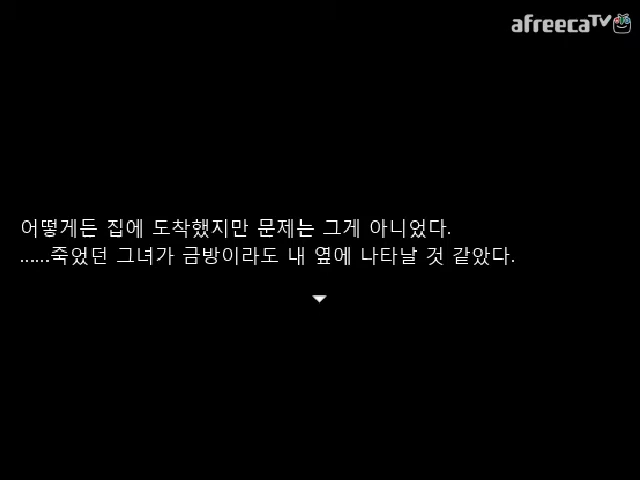 afreecaTV
어떻게든 집에 도착했지만 문제는 그게 아니었다.
......죽었던 그녀가 금방이라도 내 옆에 나타날 것 같았다.